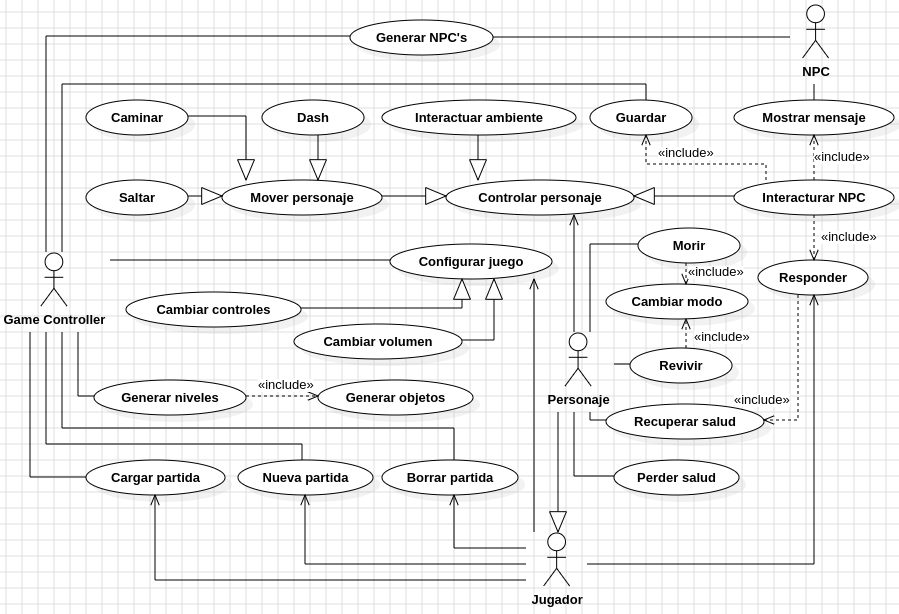 Generar NPC's
NPC
Caminar
Dash
Interactuar ambiente
Guardar
Mostrar mensaje
«include»
«include»
Saltar
Mover personaje
Controlar personaje
Interacturar NPC
«include»
Morir
Configurar juego
«include»
Responder
Cambiar controles
Cambiar modo
Game Controller
Cambiar volumen
«include»
Revivir
«include»
Generar niveles
Generar objetos
Personaje
«include»
Recuperar salud
Cargar partida
Nueva partida
Borrar partida
Perder salud
Jugador